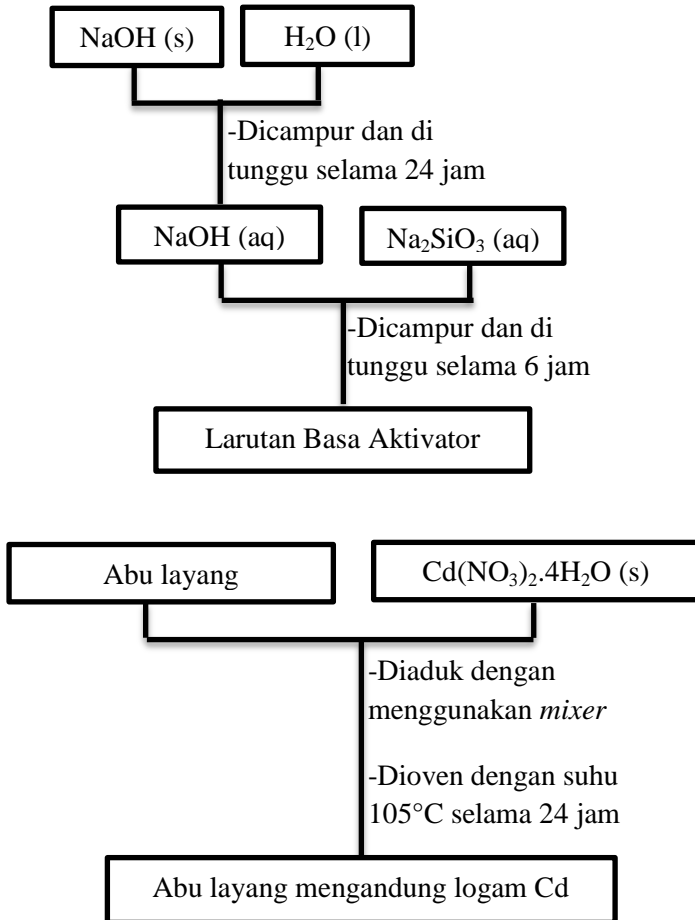 NaOH (s)
H₂O (l)
-Dicampur dan di
tunggu selama 24 jam
NaOH (aq)
Na₂SiO₃ (aq)
-Dicampur dan di
tunggu selama 6 jam
Larutan Basa Aktivator
Abu layang
Cd(NO₃)₂.4H₂O (s)
-Diaduk dengan
menggunakan mixer
-Dioven dengan suhu
105°C selama 24 jam
Abu layang mengandung logam Cd